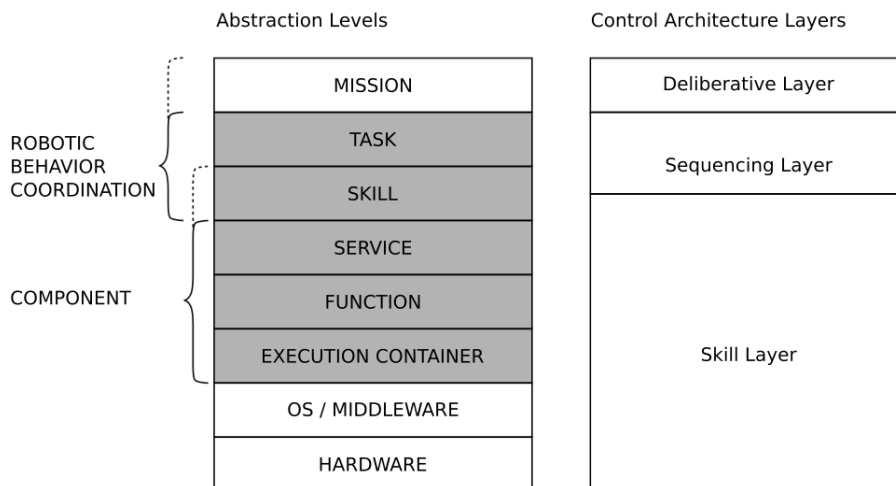 Abstraction Levels
Control Architecture Layers
MISSION
TASK
SKILL
SERVICE
FUNCTION
EXECUTION CONTAINER
OS / MIDDLEWARE
HARDWARE
ROBOTIC
BEHAVIOR
COORDINATION
COMPONENT
Deliberative Layer
Sequencing Layer
Skill Layer